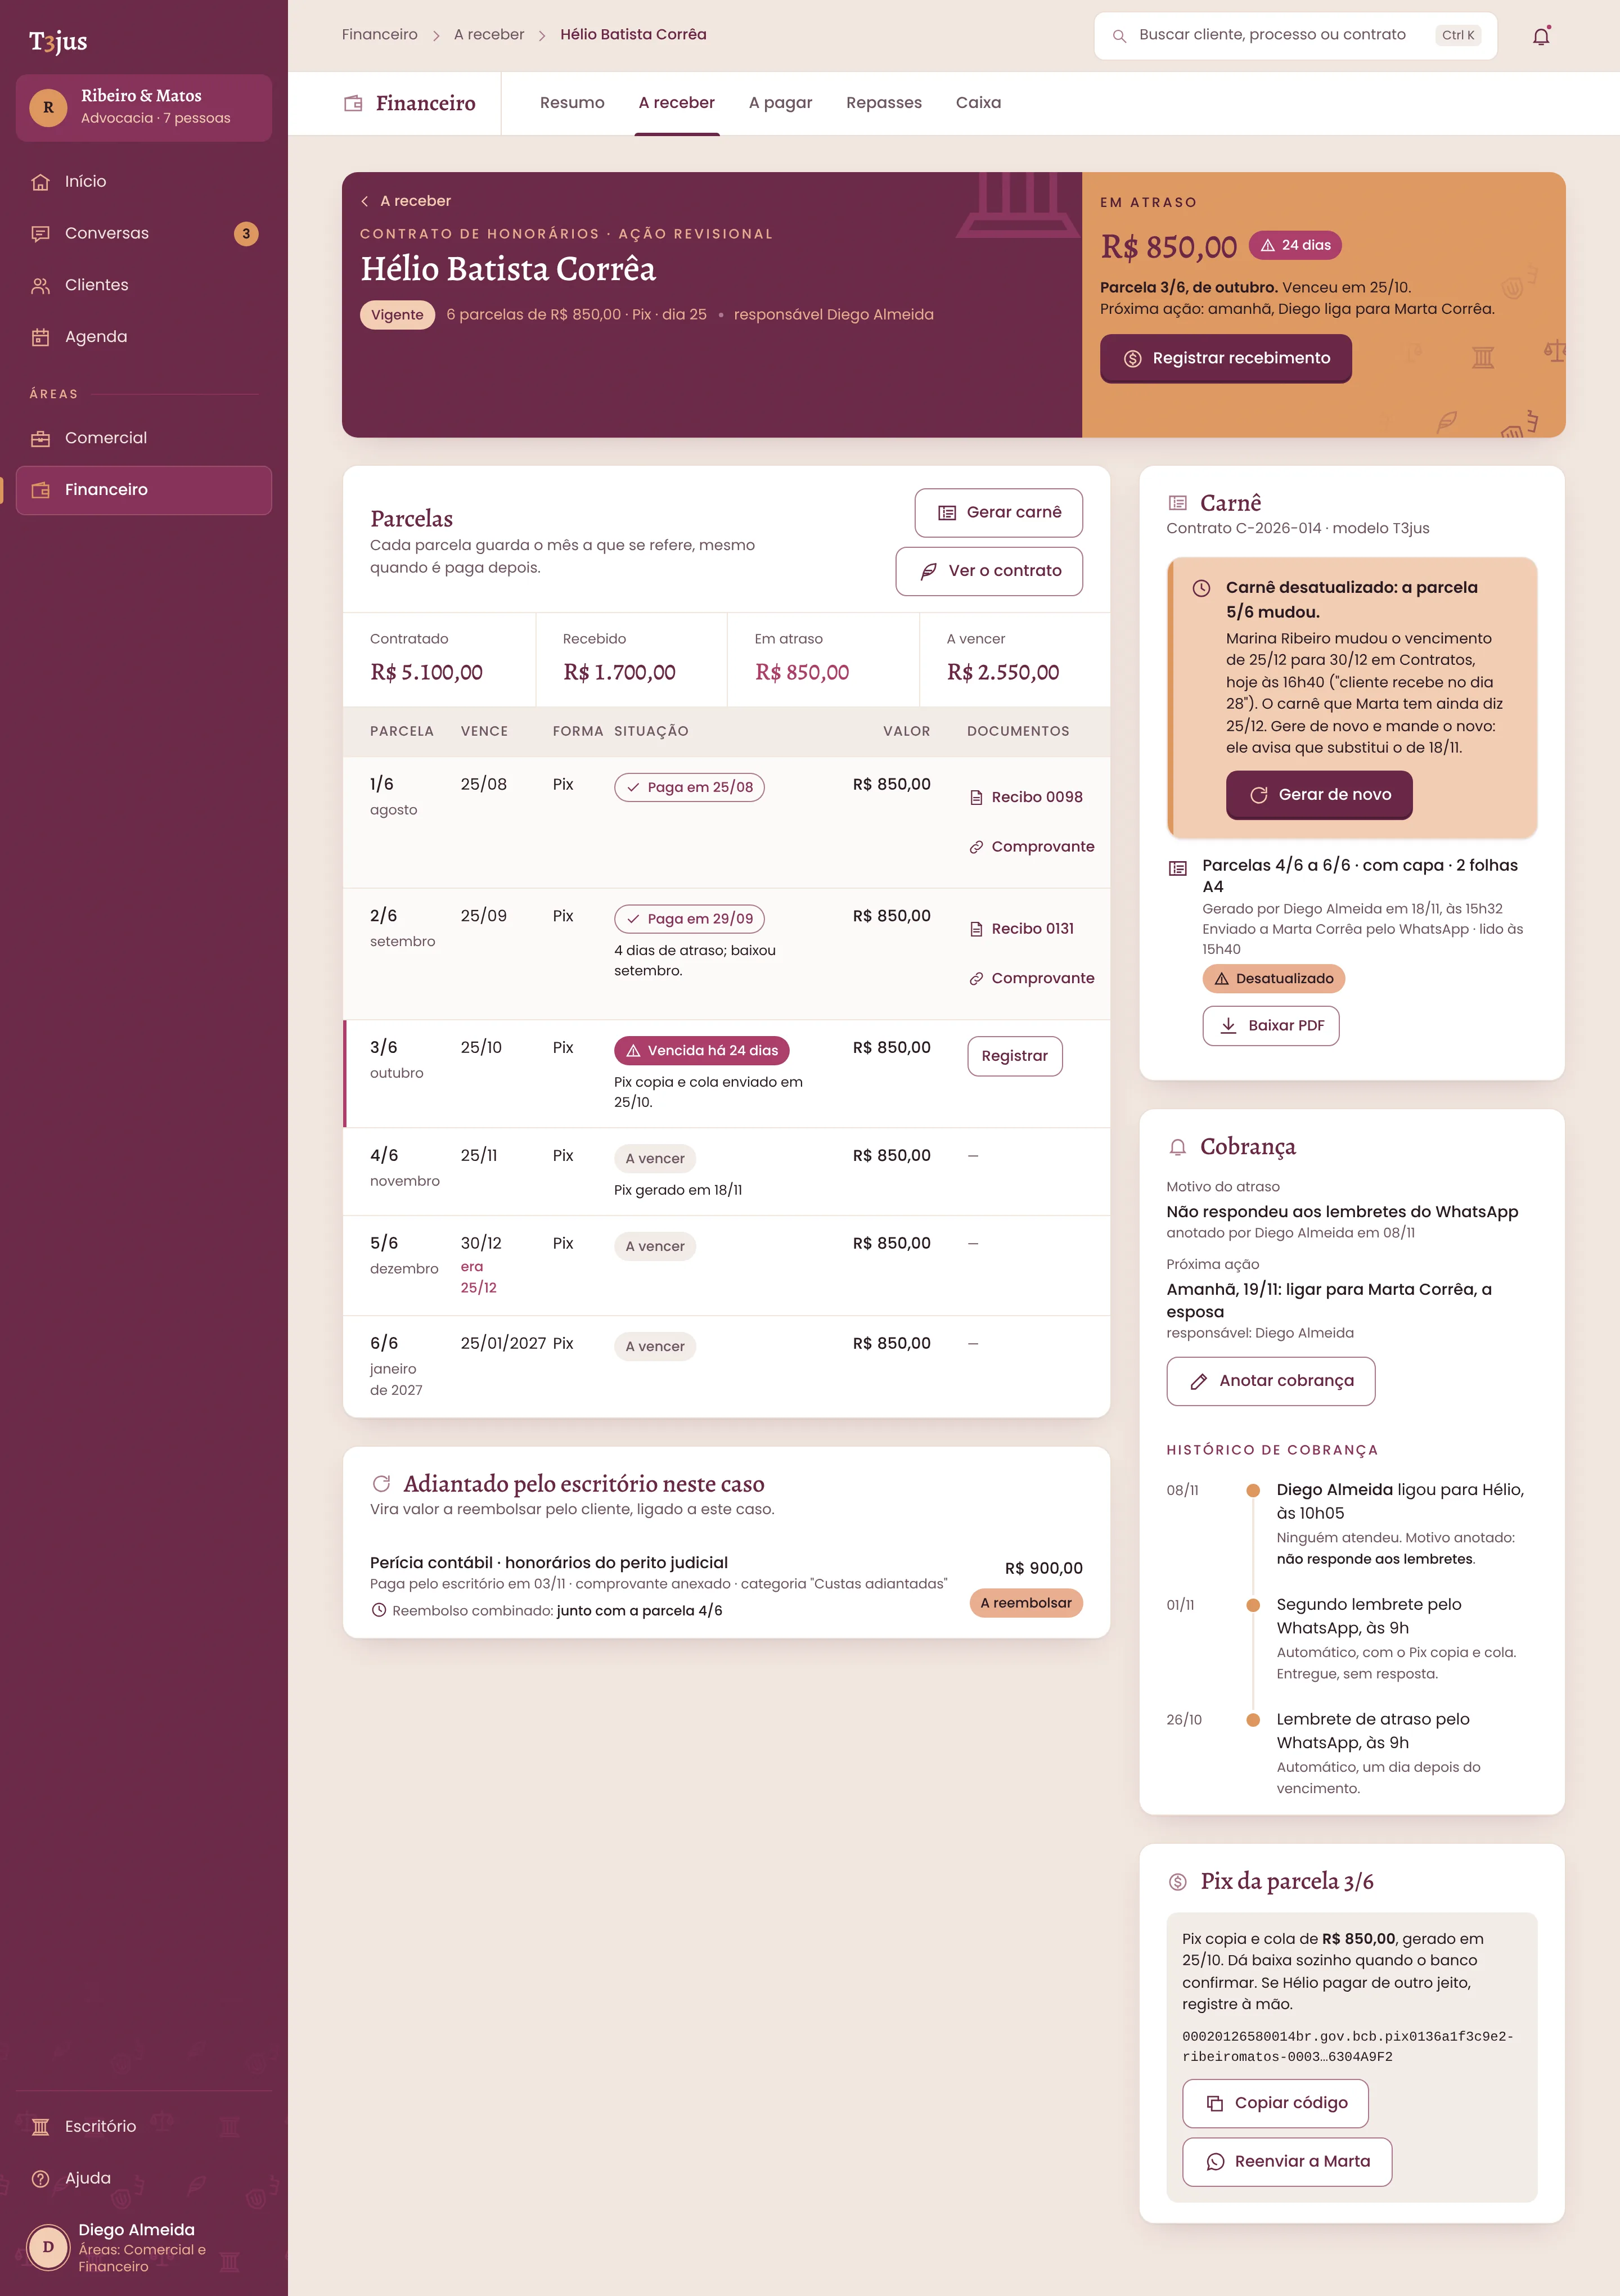 T3jus
R
Ribeiro & Matos
Advocacia · 7 pessoas
Início
Conversas
3
Clientes
Agenda
ÁREAS
Comercial
Financeiro
Escritório
Ajuda
D
Diego Almeida
Áreas: Comercial e
Financeiro
Financeiro
A receber
Hélio Batista Corrêa
Buscar cliente, processo ou contrato
Ctrl K
Financeiro
Resumo
A receber
A pagar
Repasses
Caixa
A receber
CONTRATO DE HONORÁRIOS · AÇÃO REVISIONAL
Hélio Batista Corrêa
Vigente
6 parcelas de R$ 850,00 · Pix · dia 25 • responsável Diego Almeida
EM ATRASO
R$ 850,00
24 dias
Parcela 3/6, de outubro. Venceu em 25/10.
Próxima ação: amanhã, Diego liga para Marta Corrêa.
Registrar recebimento
Parcelas
Cada parcela guarda o mês a que se refere, mesmo
quando é paga depois.
Gerar carnê
Ver o contrato
Contratado
R$ 5.100,00
Recebido
R$ 1.700,00
Em atraso
R$ 850,00
A vencer
R$ 2.550,00
PARCELA VENCE FORMA SITUAÇÃO VALOR DOCUMENTOS
1/6
agosto
25/08
Pix
Paga em 25/08
R$ 850,00
Recibo 0098
Comprovante
2/6
setembro
25/09
Pix
Paga em 29/09
4 dias de atraso; baixou
setembro.
R$ 850,00
Recibo 0131
Comprovante
3/6
outubro
25/10
Pix
Vencida há 24 dias
Pix copia e cola enviado em
25/10.
R$ 850,00
Registrar
4/6
novembro
25/11
Pix
A vencer
Pix gerado em 18/11
R$ 850,00
—
5/6
dezembro
30/12
era
25/12
Pix
A vencer
R$ 850,00
—
6/6
janeiro
de 2027
25/01/2027
Pix
A vencer
R$ 850,00
—
Adiantado pelo escritório neste caso
Vira valor a reembolsar pelo cliente, ligado a este caso.
Perícia contábil · honorários do perito judicial
Paga pelo escritório em 03/11 · comprovante anexado · categoria "Custas adiantadas"
Reembolso combinado: junto com a parcela 4/6
R$ 900,00
A reembolsar
Carnê
Contrato C-2026-014 · modelo T3jus
Carnê desatualizado: a parcela
5/6 mudou.
Marina Ribeiro mudou o vencimento
de 25/12 para 30/12 em Contratos,
hoje às 16h40 ("cliente recebe no dia
28"). O carnê que Marta tem ainda diz
25/12. Gere de novo e mande o novo:
ele avisa que substitui o de 18/11.
Gerar de novo
Parcelas 4/6 a 6/6 · com capa · 2 folhas
A4
Gerado por Diego Almeida em 18/11, às 15h32
Enviado a Marta Corrêa pelo WhatsApp · lido às
15h40
Desatualizado
Baixar PDF
Cobrança
Motivo do atraso
Não respondeu aos lembretes do WhatsApp
anotado por Diego Almeida em 08/11
Próxima ação
Amanhã, 19/11: ligar para Marta Corrêa, a
esposa
responsável: Diego Almeida
Anotar cobrança
HISTÓRICO DE COBRANÇA
08/11
Diego Almeida ligou para Hélio,
às 10h05
Ninguém atendeu. Motivo anotado:
não responde aos lembretes.
01/11
Segundo lembrete pelo
WhatsApp, às 9h
Automático, com o Pix copia e cola.
Entregue, sem resposta.
26/10
Lembrete de atraso pelo
WhatsApp, às 9h
Automático, um dia depois do
vencimento.
Pix da parcela 3/6
Pix copia e cola de R$ 850,00, gerado em
25/10. Dá baixa sozinho quando o banco
confirmar. Se Hélio pagar de outro jeito,
registre à mão.
00020126580014br.gov.bcb.pix0136a1f3c9e2-
ribeiromatos-0003…6304A9F2
Copiar código
Reenviar a Marta